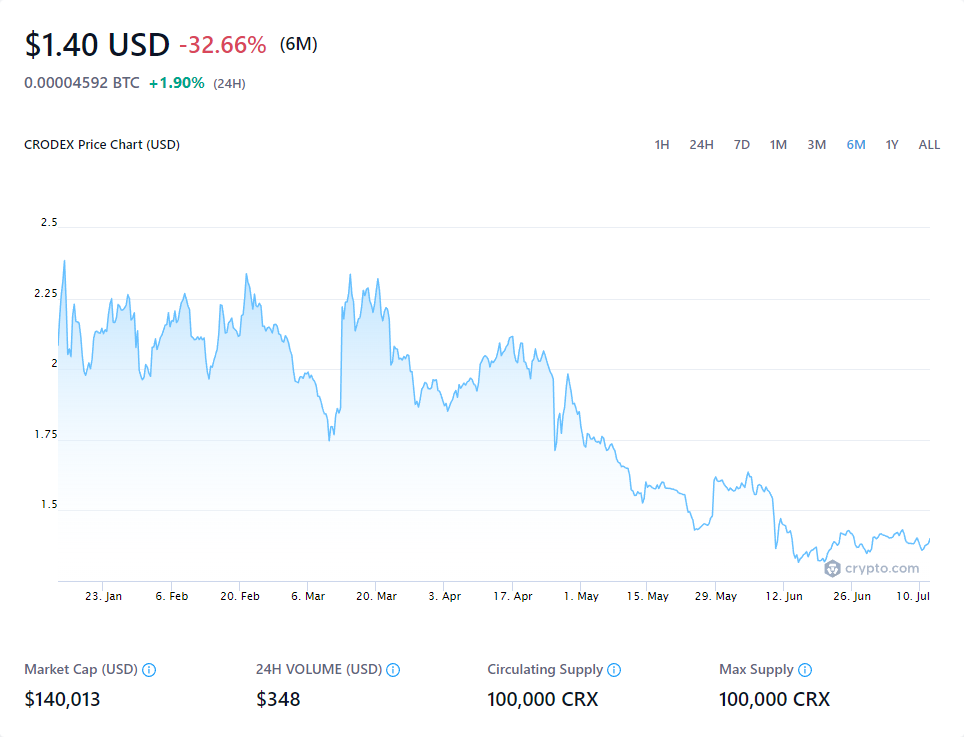 $1.40 USD -32.66% (6M)
0.00004592 BTC +1.90% (24H)
CRODEX Price Chart (USD) 1H 24H 7D 1M 3M 6M 1Y ALL
2.5
2.25
2
1.75
1.5
crypto.com
23. Jan 6. Feb 20. Feb 6. Mar 20. Mar 3. Apr 17. Apr 1. May 15. May 29. May 12. Jun 26. Jun 10. Jul
Market Cap (USD) 24H VOLUME (USD) Circulating Supply Max Supply
$140,013 $348 100,000 CRX 100,000 CRX